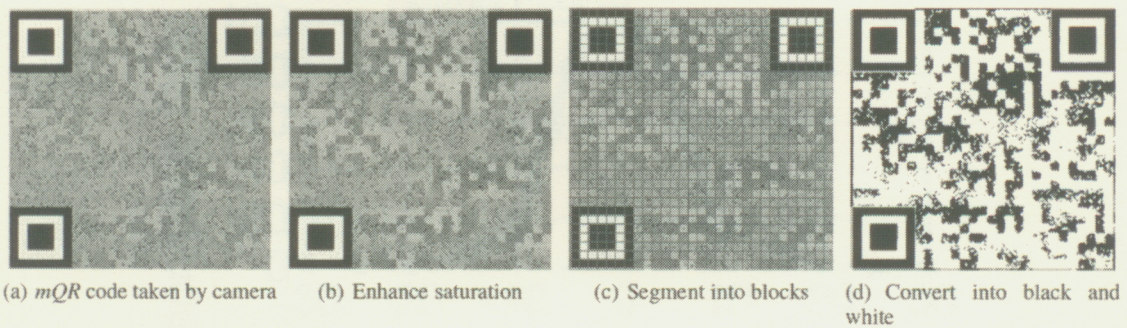 (a) mQR code taken by camera
(b) Enhance saturation
(c) Segment into blocks
(d) Convert into black and
white